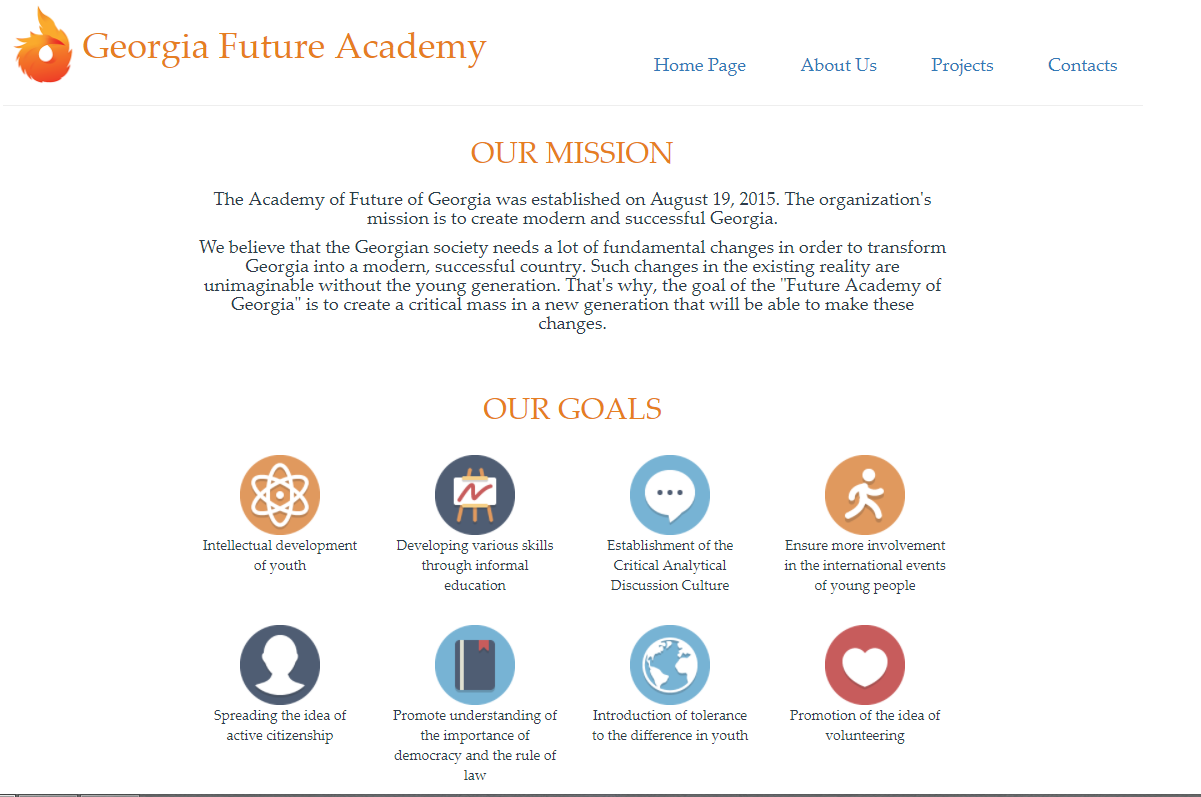 Georgia Future Academy
Home Page About Us Projects Contacts
OUR MISSION
The Academy of Future of Georgia was established on August 19, 2015. The organization's
mission is to create modern and successful Georgia.
We believe that the Georgian society needs a lot of fundamental changes in order to transform
Georgia into a modern, successful country. Such changes in the existing reality are
unimaginable without the young generation. That's why, the goal of the "Future Academy of
Georgia" is to create a critical mass in a new generation that will be able to make these
changes.
OUR GOALS
Intellectual development
of youth
Developing various skills
through informal
education
Establishment of the
Critical Analytical
Discussion Culture
Ensure more involvement
in the international events
of young people
Spreading the idea of
active citizenship
Promote understanding of
the importance of
democracy and the rule of
law
Introduction of tolerance
to the difference in youth
Promotion of the idea of
volunteering